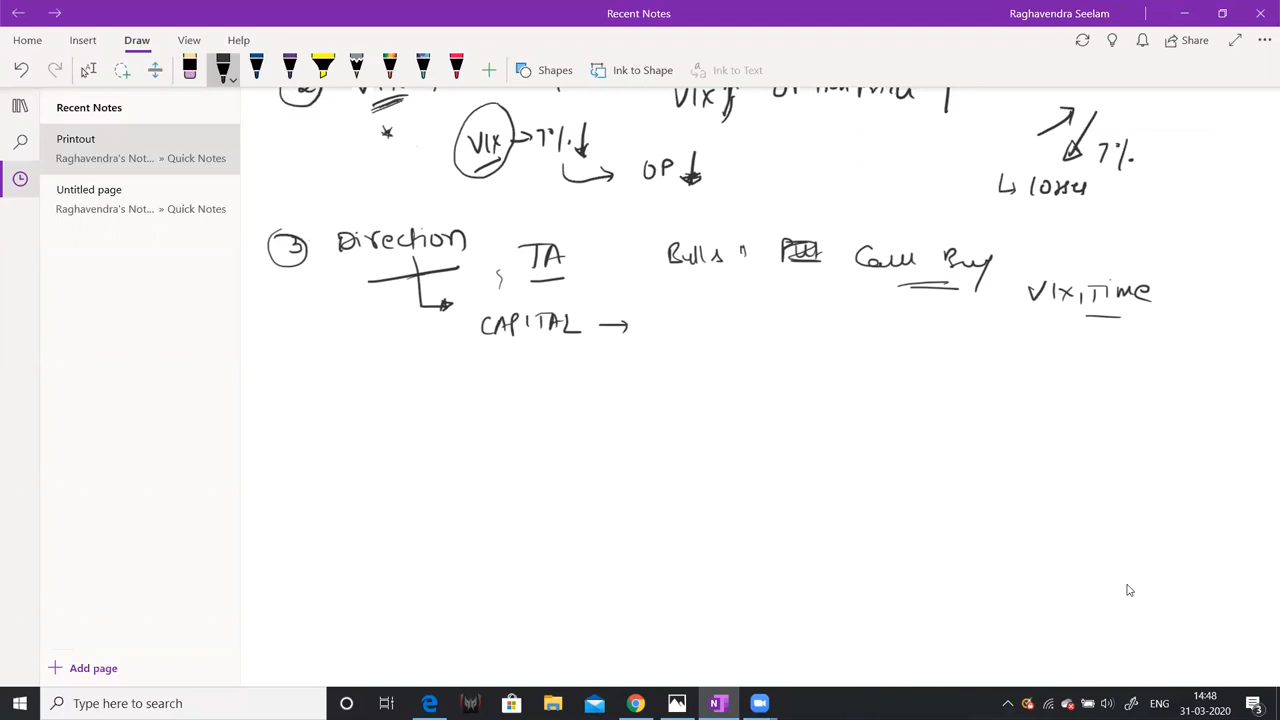 Recent Notes
Raghavendra Seelam
Home Insert Draw View Help
Share
Shapes
Ink to Shape
Ink to Text
Recent Notes
Printout
Raghavendra's Not... » Quick Notes
Untitled page
Raghavendra's Not... » Quick Notes
Add page
VIX
VIX → 7% ↓
OP ↓
7%
losses
3 Direction
TA
Bulls
Call Buy
VIX, Time
CAPITAL →
Type here to search
ENG
14:48
31-03-2020
3